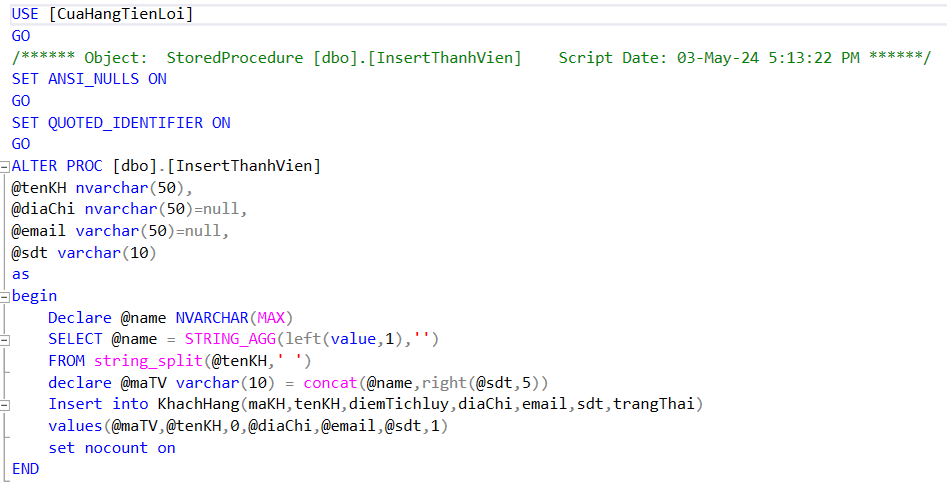 USE [CuaHangTienLoi]
GO
/****** Object:  StoredProcedure [dbo].[InsertThanhVien]    Script Date: 03-May-24 5:13:22 PM ******/
SET ANSI_NULLS ON
GO
SET QUOTED_IDENTIFIER ON
GO
ALTER PROC [dbo].[InsertThanhVien]
@tenKH nvarchar(50),
@diaChi nvarchar(50)=null,
@email varchar(50)=null,
@sdt varchar(10)
as
begin
    Declare @name NVARCHAR(MAX)
    SELECT @name = STRING_AGG(left(value,1),'')
    FROM string_split(@tenKH,' ')
    declare @maTV varchar(10) = concat(@name,right(@sdt,5))
    Insert into KhachHang(maKH,tenKH,diemTichluy,diaChi,email,sdt,trangThai)
    values(@maTV,@tenKH,0,@diaChi,@email,@sdt,1)
    set nocount on
END